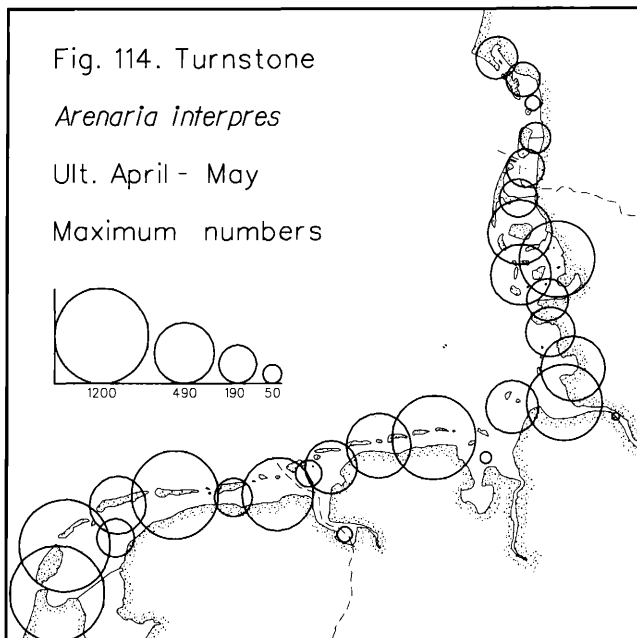 Fig. 114. Turnstone
Arenaria interpres
Ult. April - May
Maximum numbers
1200 490 190 50